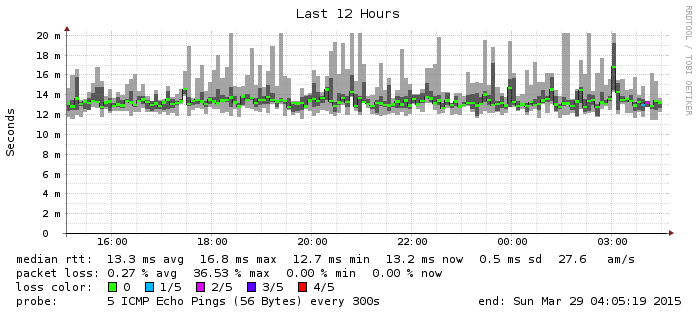 Last 12 Hours
RRDTOOL / TOBI OETIKER
Seconds
20 m
18 m
16 m
14 m
12 m
10 m
8 m
6 m
4 m
2 m
0
16:00 18:00 20:00 22:00 00:00 03:00
median rtt: 13.3 ms avg 16.8 ms max 12.7 ms min 13.2 ms now 0.5 ms sd 27.6 am/s
packet loss: 0.27 % avg 36.53 % max 0.00 % min 0.00 % now
loss color: 0 1/5 2/5 3/5 4/5
probe: 5 ICMP Echo Pings (56 Bytes) every 300s end: Sun Mar 29 04:05:19 2015